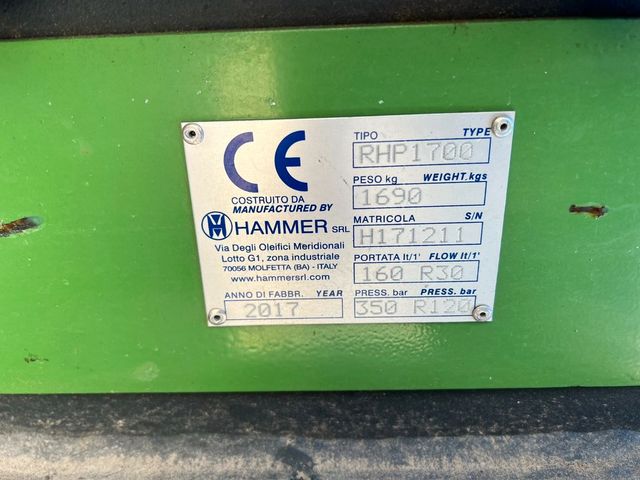 CE
COSTRUITO DA
MANUFACTURED BY
HAMMER SRL
Via Degli Oleifici Meridionali
Lotto G1, zona industriale
70056 MOLFETTA (BA) - ITALY
www.hammersrl.com
ANNO DI FABBR. YEAR
2017
TIPO TYPE
RHP1700
PESO kg WEIGHT.kgs
1690
MATRICOLA S/N
H171211
PORTATA lt/1' FLOW lt/1'
160 R30
PRESS. bar PRESS. bar
350 R120